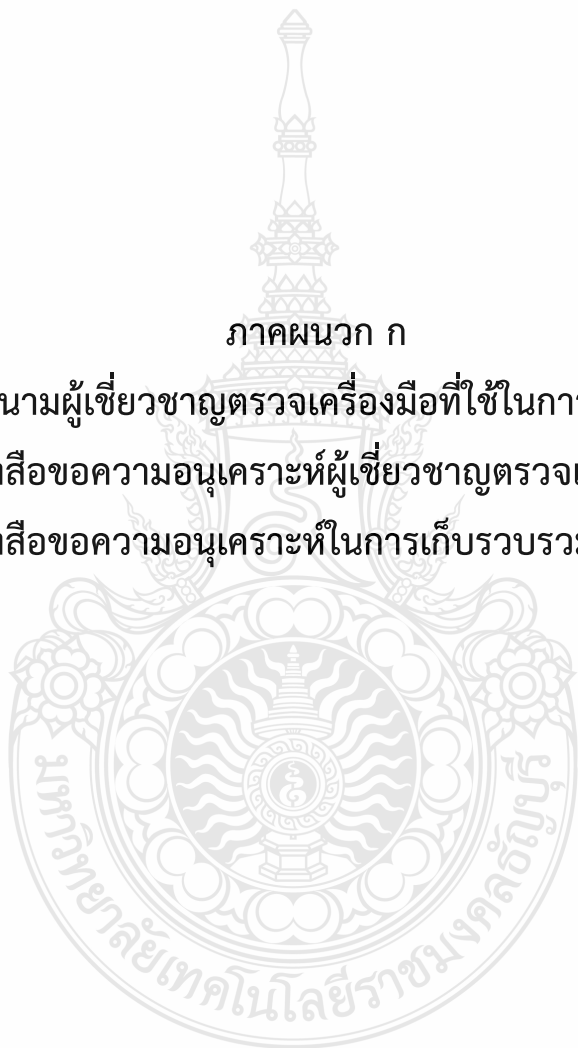 ภาคผนวก ก
นามผู้เชี่ยวชาญตรวจเครื่องมือที่ใช้ในการ
สือขอความอนุเคราะห์ผู้เชี่ยวชาญตรวจ
สือขอความอนุเคราะห์ในการเก็บรวบรวม
มหาวิทยาลัยเทคโนโลยีราชมงคลธัญบุรี